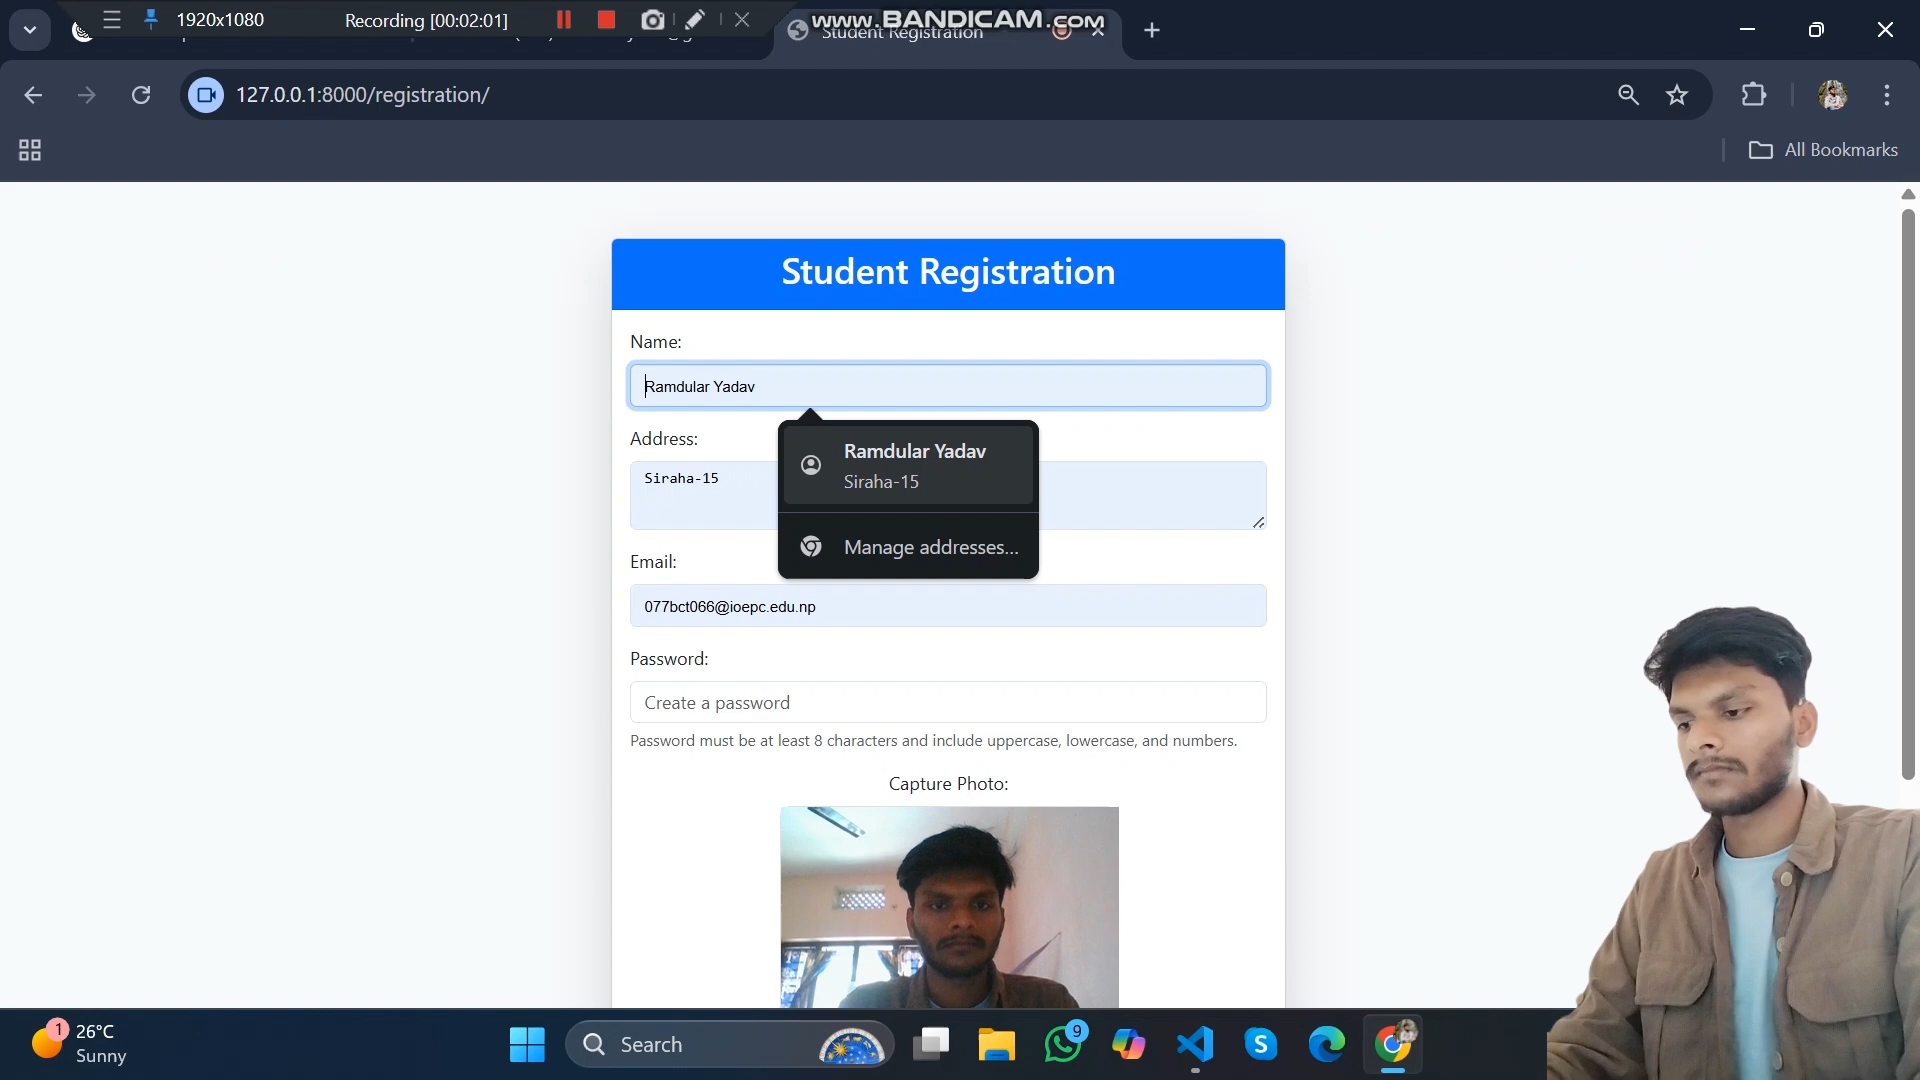 1920x1080
Recording [00:02:01]
www.BANDICAM.com
Student Registration
127.0.0.1:8000/registration/
All Bookmarks
Student Registration
Name:
Ramdular Yadav
Ramdular Yadav
Siraha-15
Manage addresses...
Address:
Siraha-15
Email:
077bct066@ioepc.edu.np
Password:
Create a password
Password must be at least 8 characters and include uppercase, lowercase, and numbers.
Capture Photo:
1
26°C
Sunny
Search
9